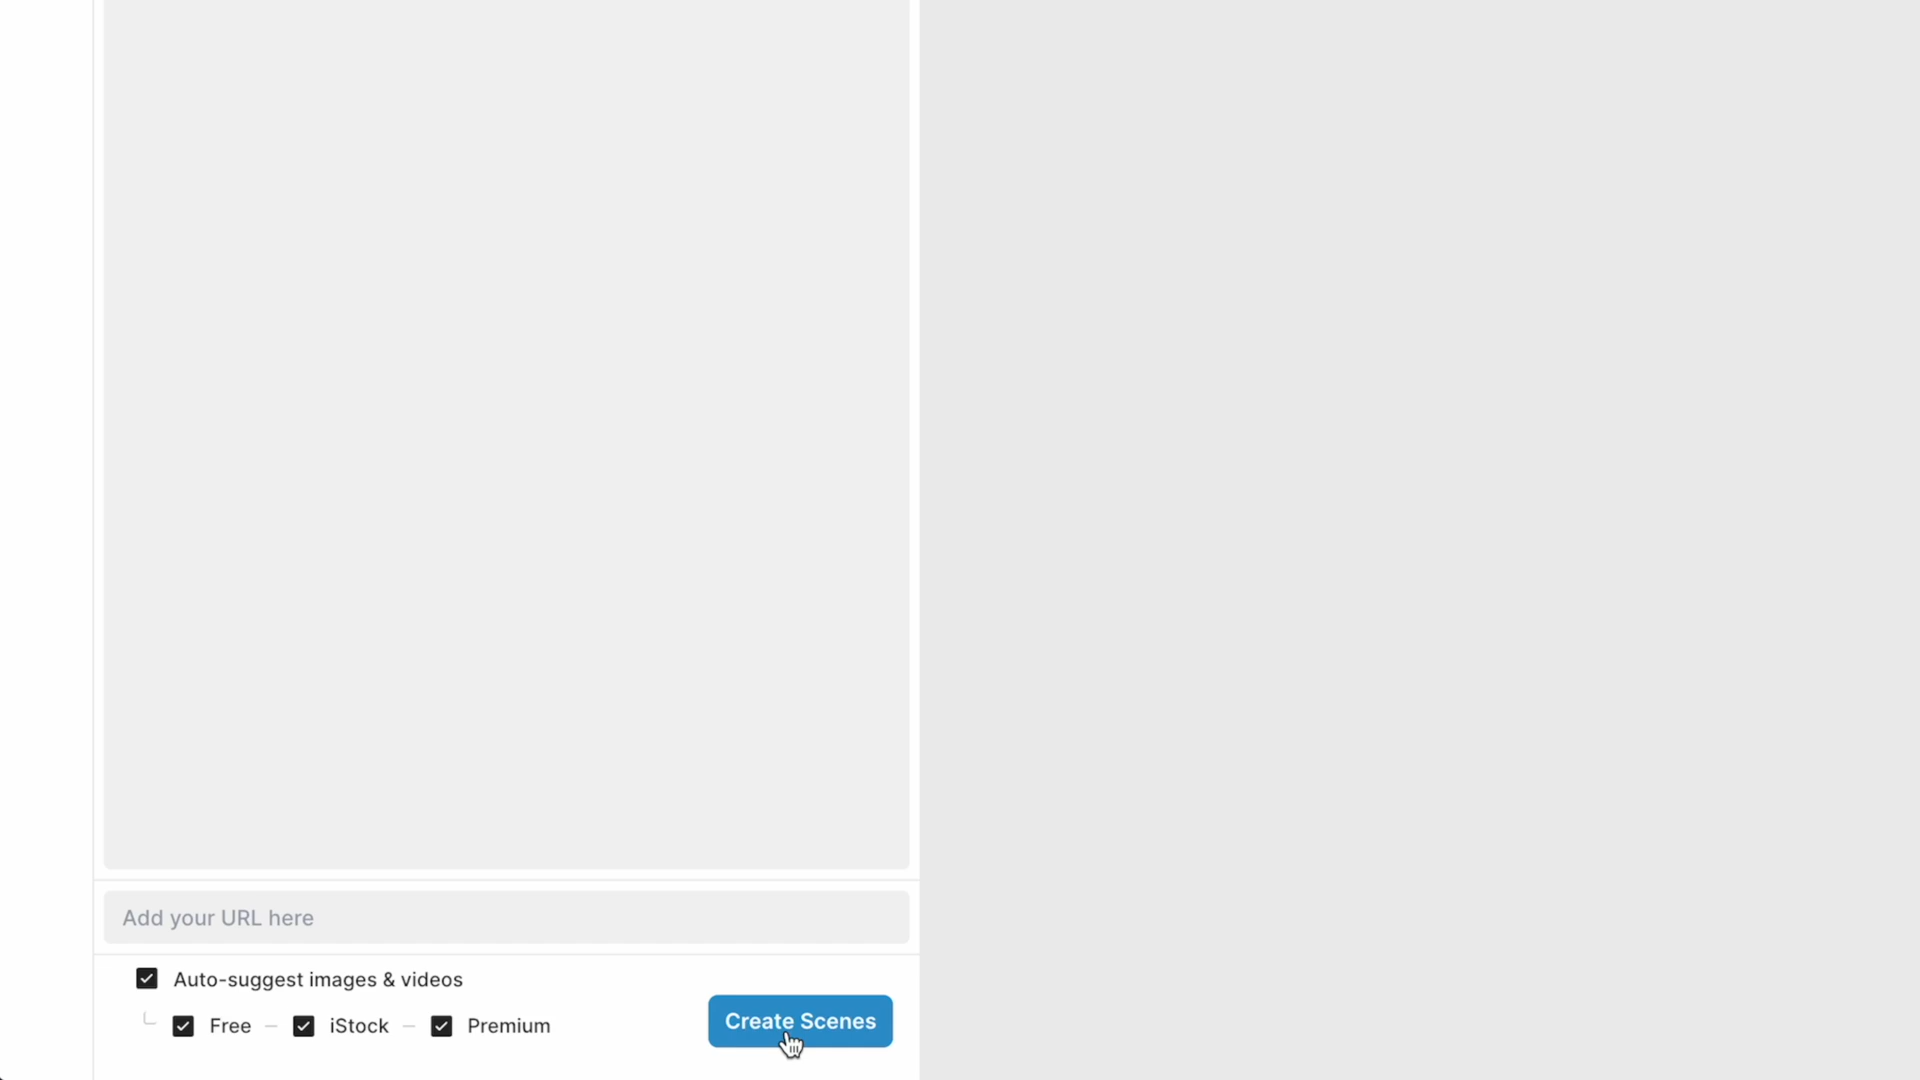 Add your URL here
Auto-suggest images & videos
Free – iStock – Premium
Create Scenes